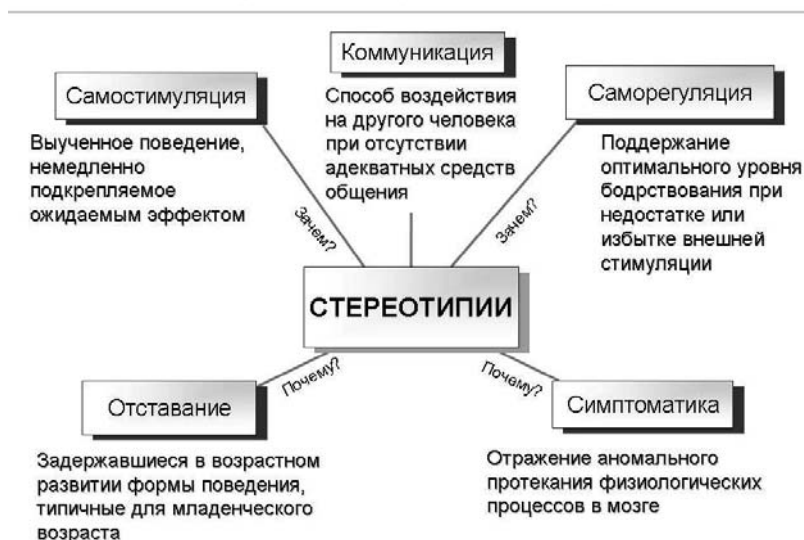 Коммуникация
Способ воздействия
на другого человека
при отсутствии
адекватных средств
общения
Самостимуляция
Выученное поведение,
немедленно
подкрепляемое
ожидаемым эффектом
Саморегуляция
Поддержание
оптимального уровня
бодрствования при
недостатке или
избытке внешней
стимуляции
Зачем?
Зачем?
СТЕРЕОТИПИИ
Почему?
Почему?
Отставание
Задержавшиеся в возрастном
развитии формы поведения,
типичные для младенческого
возраста
Симптоматика
Отражение аномального
протекания физиологических
процессов в мозге